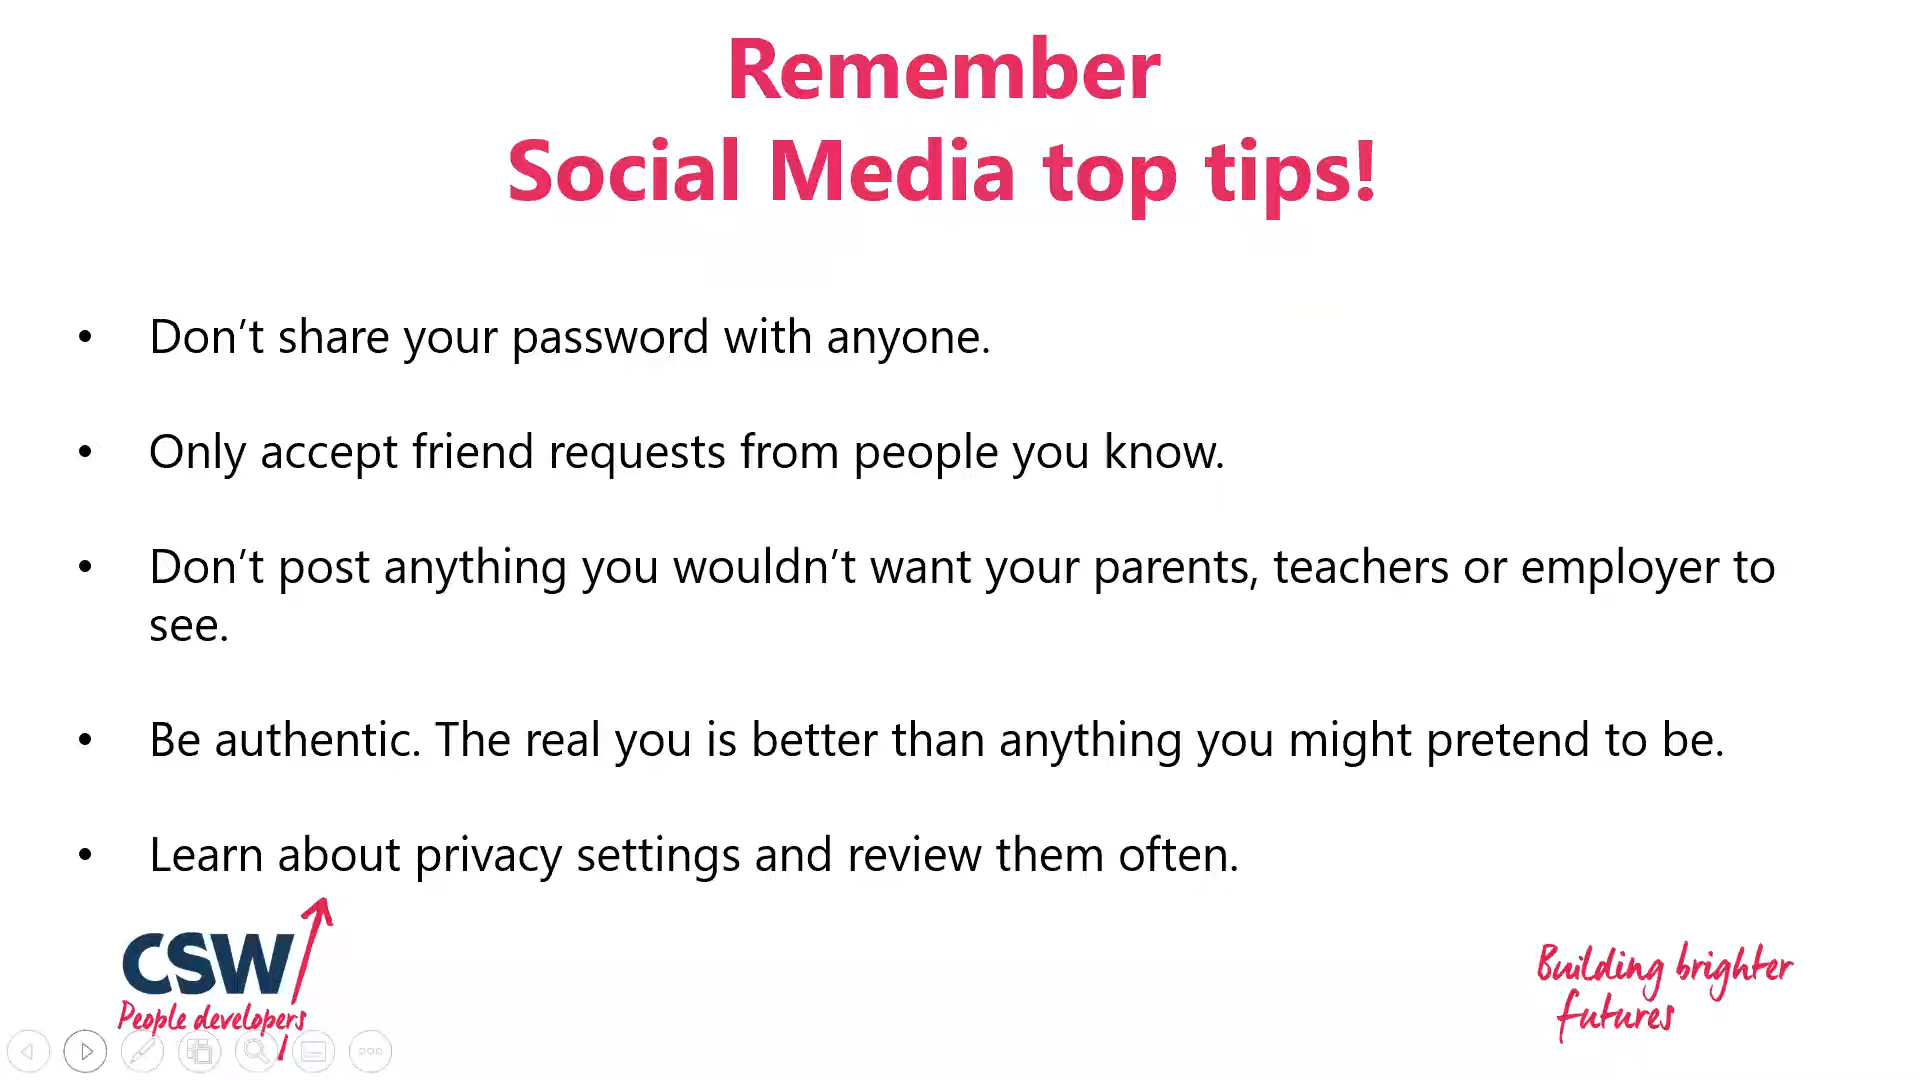 Remember
Social Media top tips!
• Don’t share your password with anyone.
• Only accept friend requests from people you know.
• Don’t post anything you wouldn’t want your parents, teachers or employer to
see.
• Be authentic. The real you is better than anything you might pretend to be.
• Learn about privacy settings and review them often.
CSW
People developers
Building brighter
futures